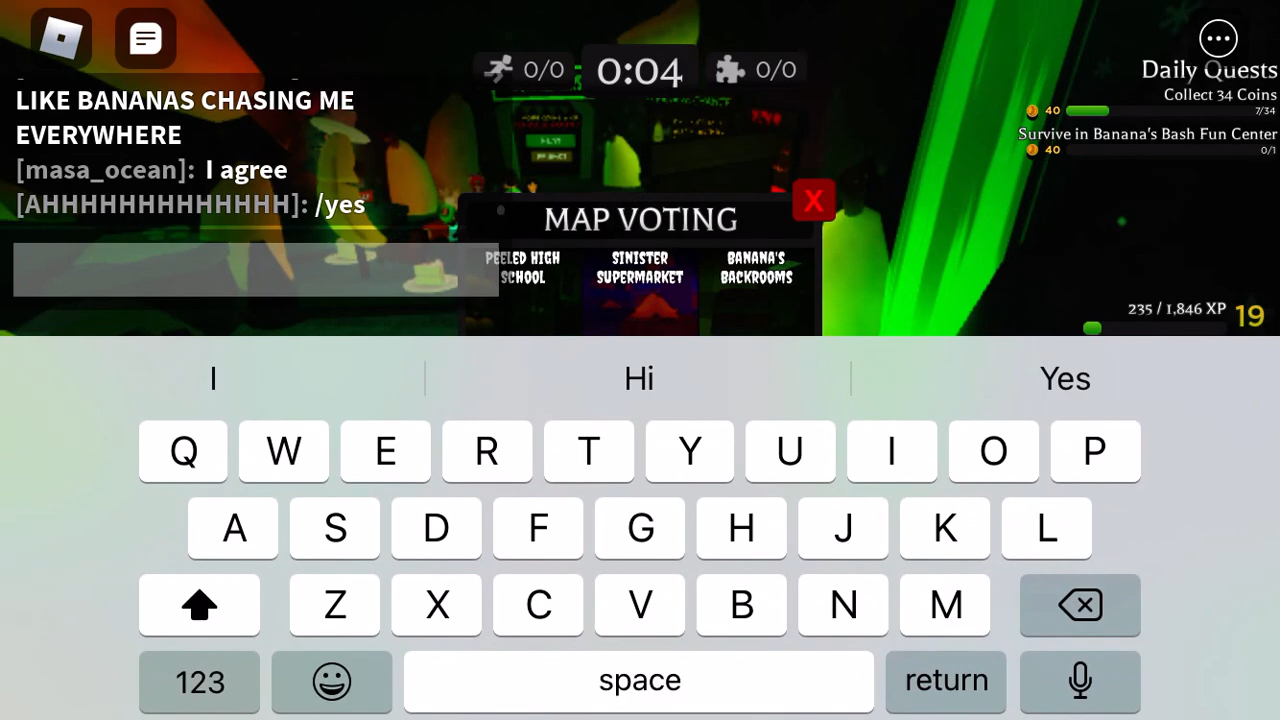 0/0
0:04
0/0
Daily Quests
Collect 34 Coins
40
7/34
Survive in Banana's Bash Fun Center
40
0/1
LIKE BANANAS CHASING ME
EVERYWHERE
[masa_ocean]: I agree
[AHHHHHHHHHHHHH]: /yes
X
MAP VOTING
PEELED HIGH
SCHOOL
SINISTER
SUPERMARKET
BANANA'S
BACKROOMS
235 / 1,846 XP
19
I
Hi
Yes
Q W E R T Y U I O P
A S D F G H J K L
Z X C V B N M
123
space
return